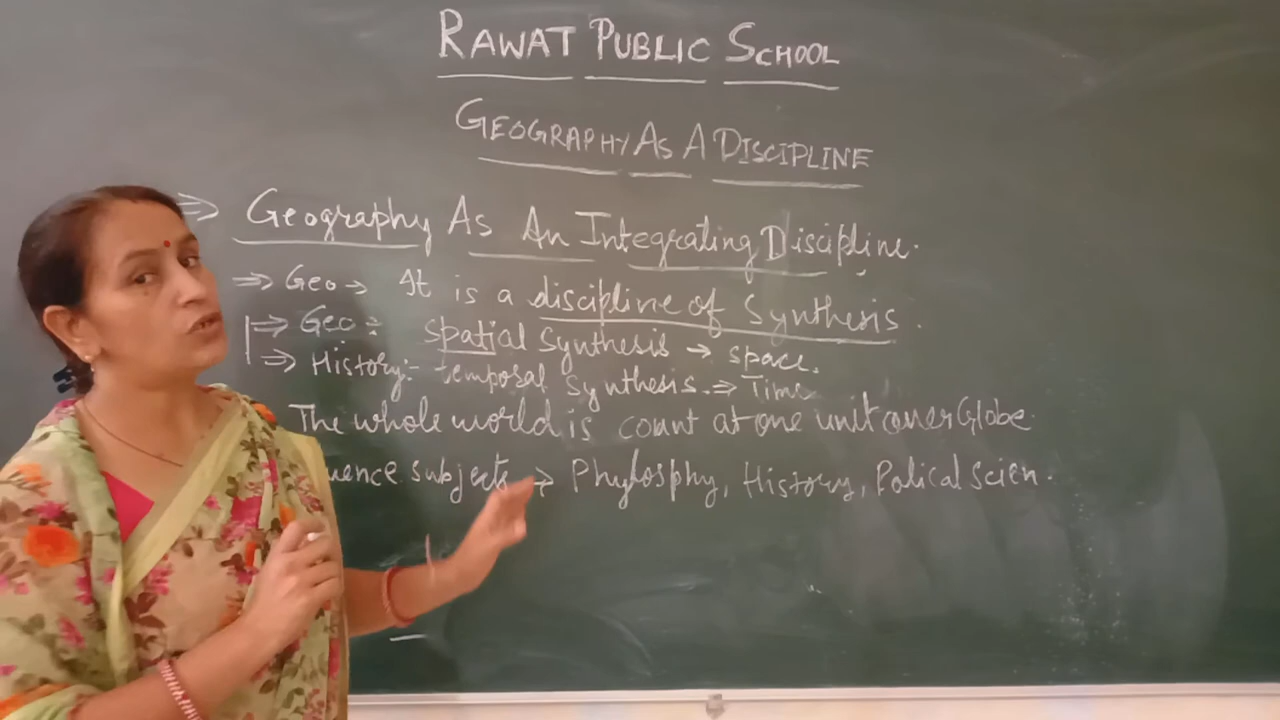 RAWAT PUBLIC SCHOOL
GEOGRAPHY AS A DISCIPLINE
⇒ Geography As An Integrating Discipline.
⇒ Geo → It is a discipline of Synthesis.
⇒ Geo :- spatial Synthesis → space.
⇒ History:- temporal Synthesis. ⇒ Time
The whole world is count at one unit Globe.
subjects → Phylosphy, History, Polical Scien.